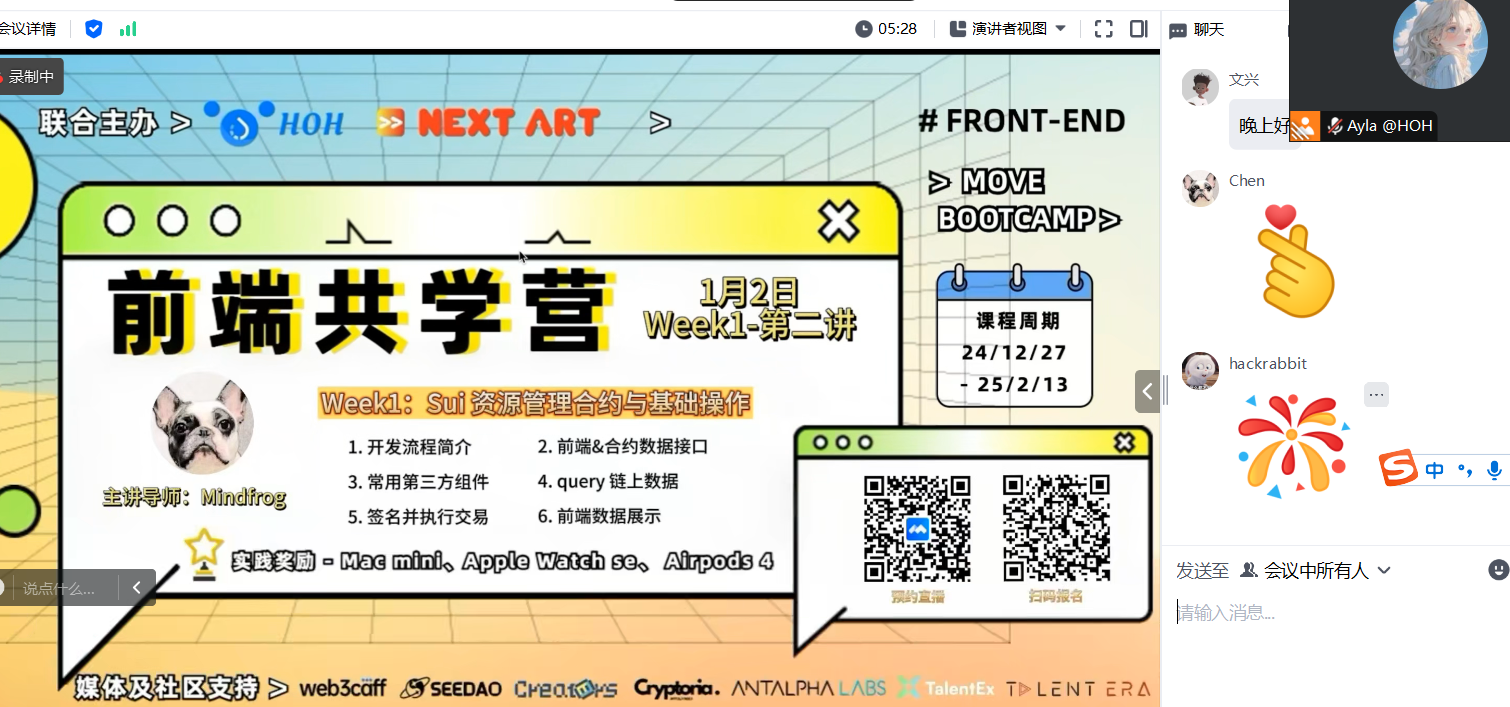 会议详情
05:28
演讲者视图
聊天
录制中
联合主办 > HOH NEXT ART >
# FRONT-END
> MOVE
BOOTCAMP >
前端共学营
1月2日
Week1-第二讲
课程周期
24/12/27
- 25/2/13
Week1：Sui 资源管理合约与基础操作
1. 开发流程简介
2. 前端&合约数据接口
3. 常用第三方组件
4. query 链上数据
5. 签名并执行交易
6. 前端数据展示
主讲导师：Mindfrog
实践奖励 - Mac mini、Apple Watch se、Airpods 4
预约直播
扫码报名
说点什么...
媒体及社区支持 > web3caff SEEDAO Creators Cryptoria. ANTALPHA LABS TalentEx TALENT ERA
文兴
晚上好
Ayla @HOH
Chen
hackrabbit
中
发送至 会议中所有人
请输入消息...